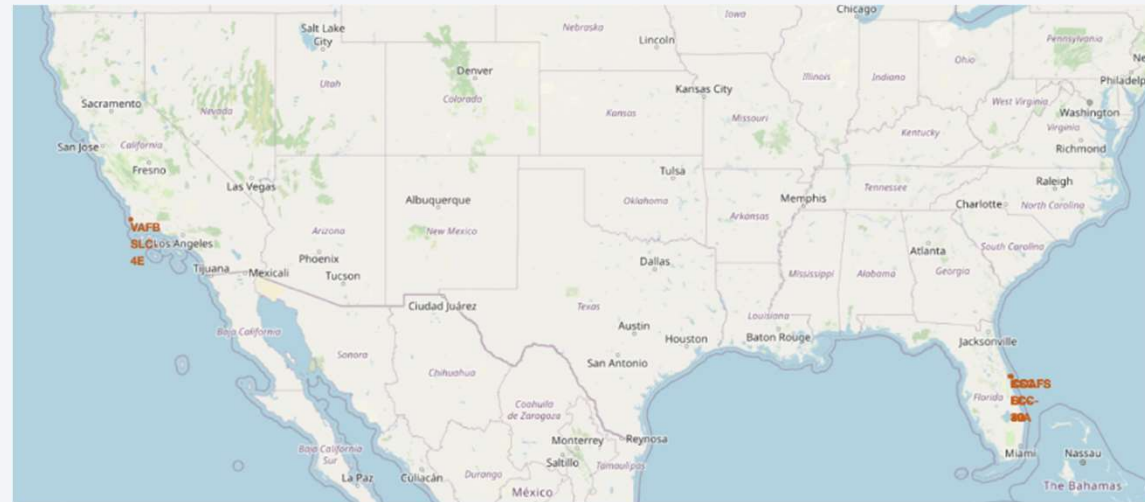 Chicago
Iowa
Nebraska
Salt Lake
City
Lincoln
Pennsylvania
Ohio
Denver
Illinois
Indiana
Utah
Philadelp
Colorado
Kansas City
Sacramento
Nevada
Kansas
Missouri
West Virginia
Washington
Virginia
Kentucky
San Jose
California
Richmond
Fresno
Tulsa
Las Vegas
Tennessee
Raleigh
Albuquerque
Oklahoma
Memphis
Charlotte
North Carolina
Arkansas
VAFB
SLC-
4E
Los Angeles
Arizona
New Mexico
South Carolina
Atlanta
Phoenix
Dallas
Tijuana
Mexicali
Tucson
Mississippi
Alabama
Georgia
Ciudad Juárez
Texas
Louisiana
Austin
Baja California
Houston
Baton Rouge
Jacksonville
Sonora
San Antonio
Chihuahua
Florida
Coahuila
de Zaragoza
Monterrey
Reynosa
Baja California
Sur
Saltillo
Tamaulipas
Miami
Nassau
La Paz
Culiacán
Durango
México
The Bahamas